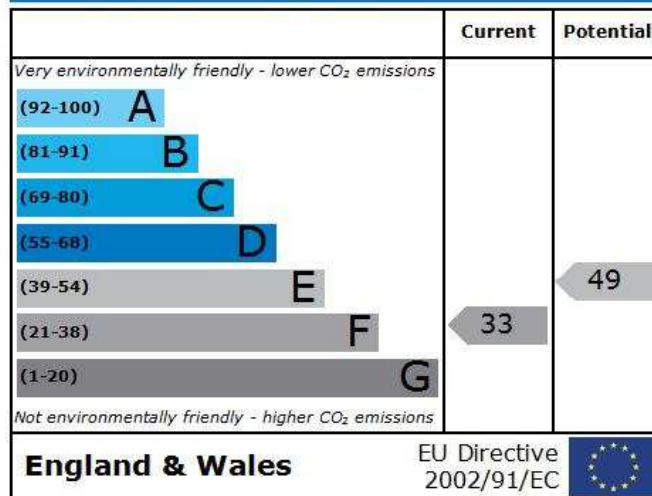 Current Potential
Very environmentally friendly - lower CO₂ emissions
(92-100) A
(81-91) B
(69-80) C
(55-68) D
(39-54) E
49
(21-38) F
33
(1-20) G
Not environmentally friendly - higher CO₂ emissions
England & Wales
EU Directive
2002/91/EC